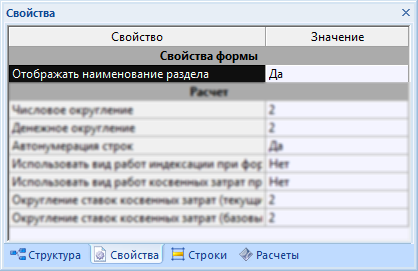 Свойства
Свойство Значение
Свойства формы
Отображать наименование раздела Да
Расчет
Числовое округление 2
Денежное округление 2
Автонумерация строк Да
Использовать вид работ индексации при фор Нет
Использовать вид работ косвенных затрат пр Нет
Округление ставок косвенных затрат (текущи 2
Округление ставок косвенных затрат (базовы 2
Структура Свойства Строки Расчеты